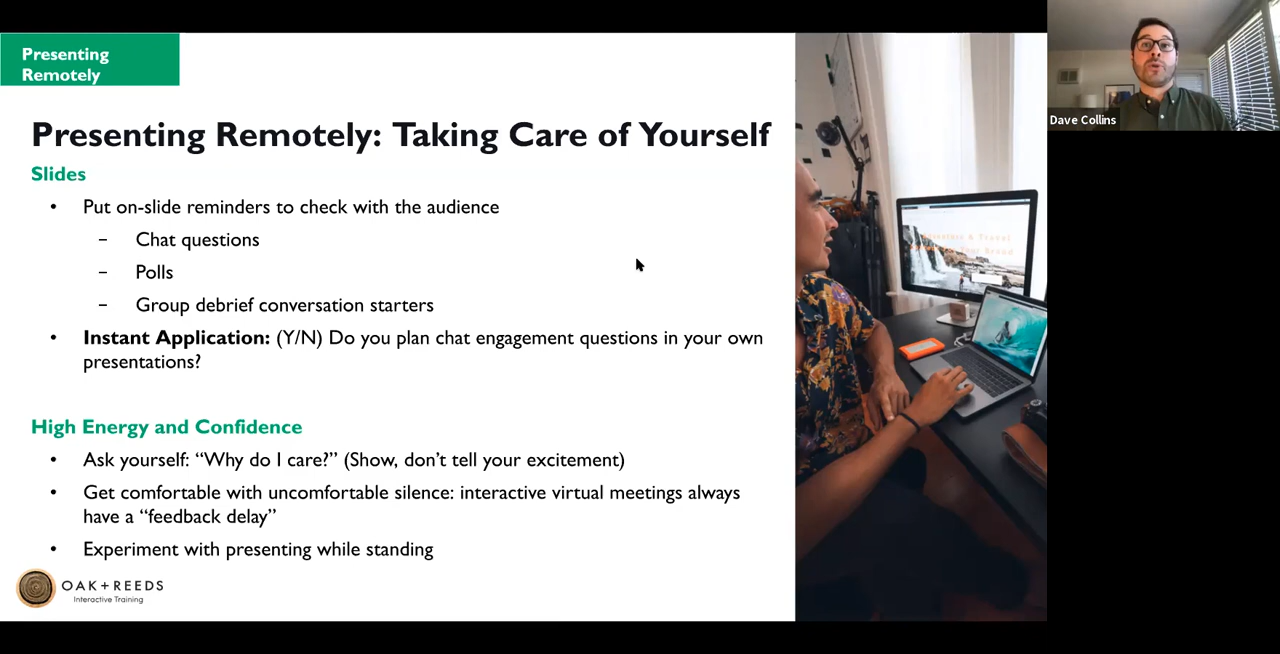 Presenting
Remotely
Presenting Remotely: Taking Care of Yourself
Slides
• Put on-slide reminders to check with the audience
– Chat questions
– Polls
– Group debrief conversation starters
• Instant Application: (Y/N) Do you plan chat engagement questions in your own
presentations?
High Energy and Confidence
• Ask yourself: “Why do I care?” (Show, don’t tell your excitement)
• Get comfortable with uncomfortable silence: interactive virtual meetings always
have a “feedback delay”
• Experiment with presenting while standing
OAK+REEDS
Interactive Training
Dave Collins